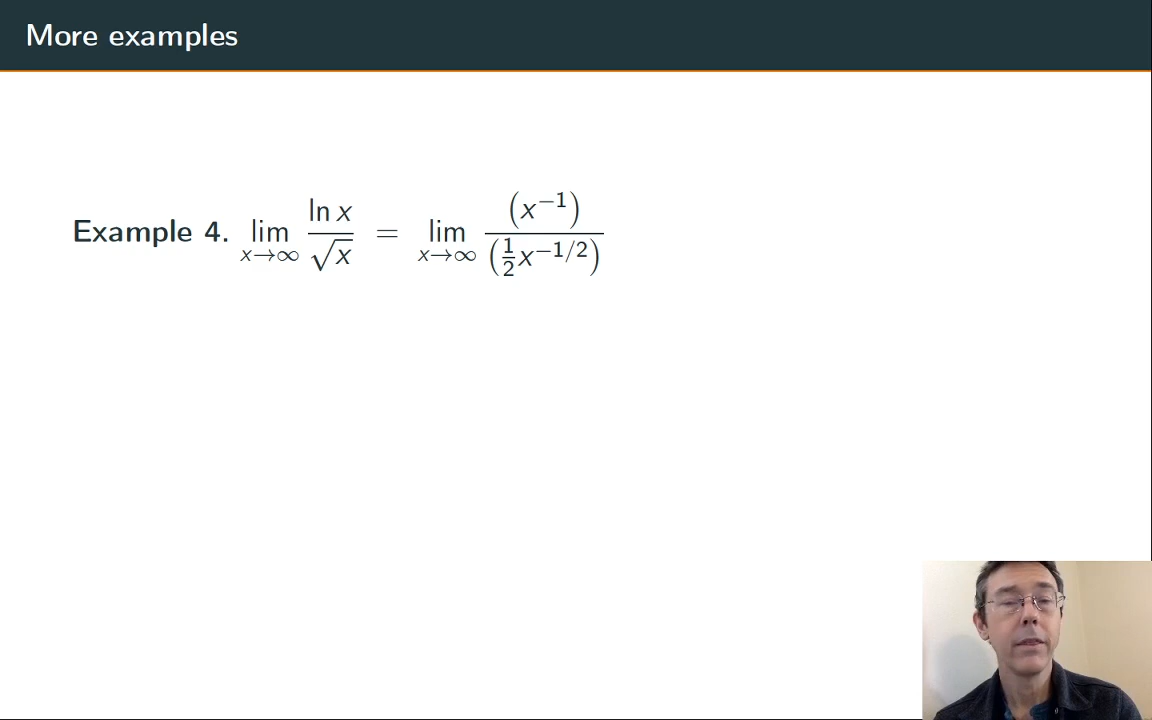 More examples
Example 4. lim_{x→∞} ln x / √x = lim_{x→∞} (x^{−1}) / (½x^{−1/2})